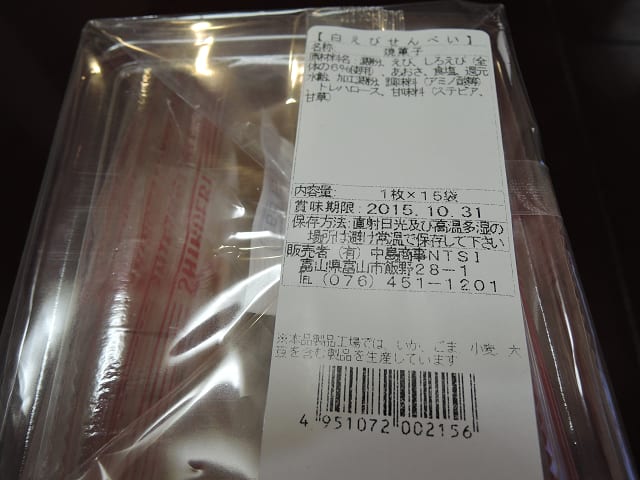 【白えびせんべい】
名称 焼菓子
原材料名 澱粉、えび、しろえび（全
体の6％使用）、あおさ、食塩、還元
水飴、加工澱粉、調味料（アミノ酸等）
トレハロース、甘味料（ステビア、
甘草）
内容量: 1枚×15袋
賞味期限:2015.10.31
保存方法:直射日光及び高温多湿の
場所は避け常温で保存して下さい
販売者 （有）中島商事NTSI
富山県富山市飯野28-1
℡（076）451-1201
※本品製品工場では、いか、ごま 小麦、大
豆を含む製品を生産しています
4 951072 002156
SHIRAEBI